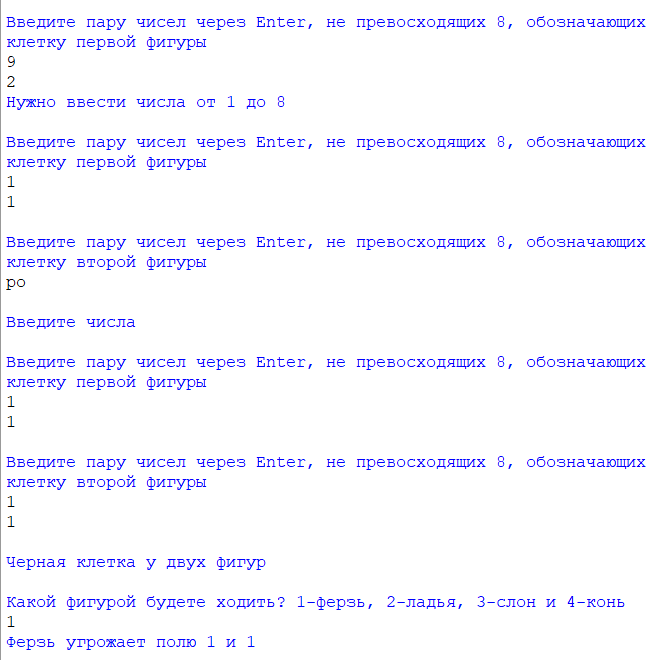 Введите пару чисел через Enter, не превосходящих 8, обозначающих
клетку первой фигуры
9
2
Нужно ввести числа от 1 до 8
Введите пару чисел через Enter, не превосходящих 8, обозначающих
клетку первой фигуры
1
1
Введите пару чисел через Enter, не превосходящих 8, обозначающих
клетку второй фигуры
ро
Введите числа
Введите пару чисел через Enter, не превосходящих 8, обозначающих
клетку первой фигуры
1
1
Введите пару чисел через Enter, не превосходящих 8, обозначающих
клетку второй фигуры
1
1
Черная клетка у двух фигур
Какой фигурой будете ходить? 1-ферзь, 2-ладья, 3-слон и 4-конь
1
Ферзь угрожает полю 1 и 1